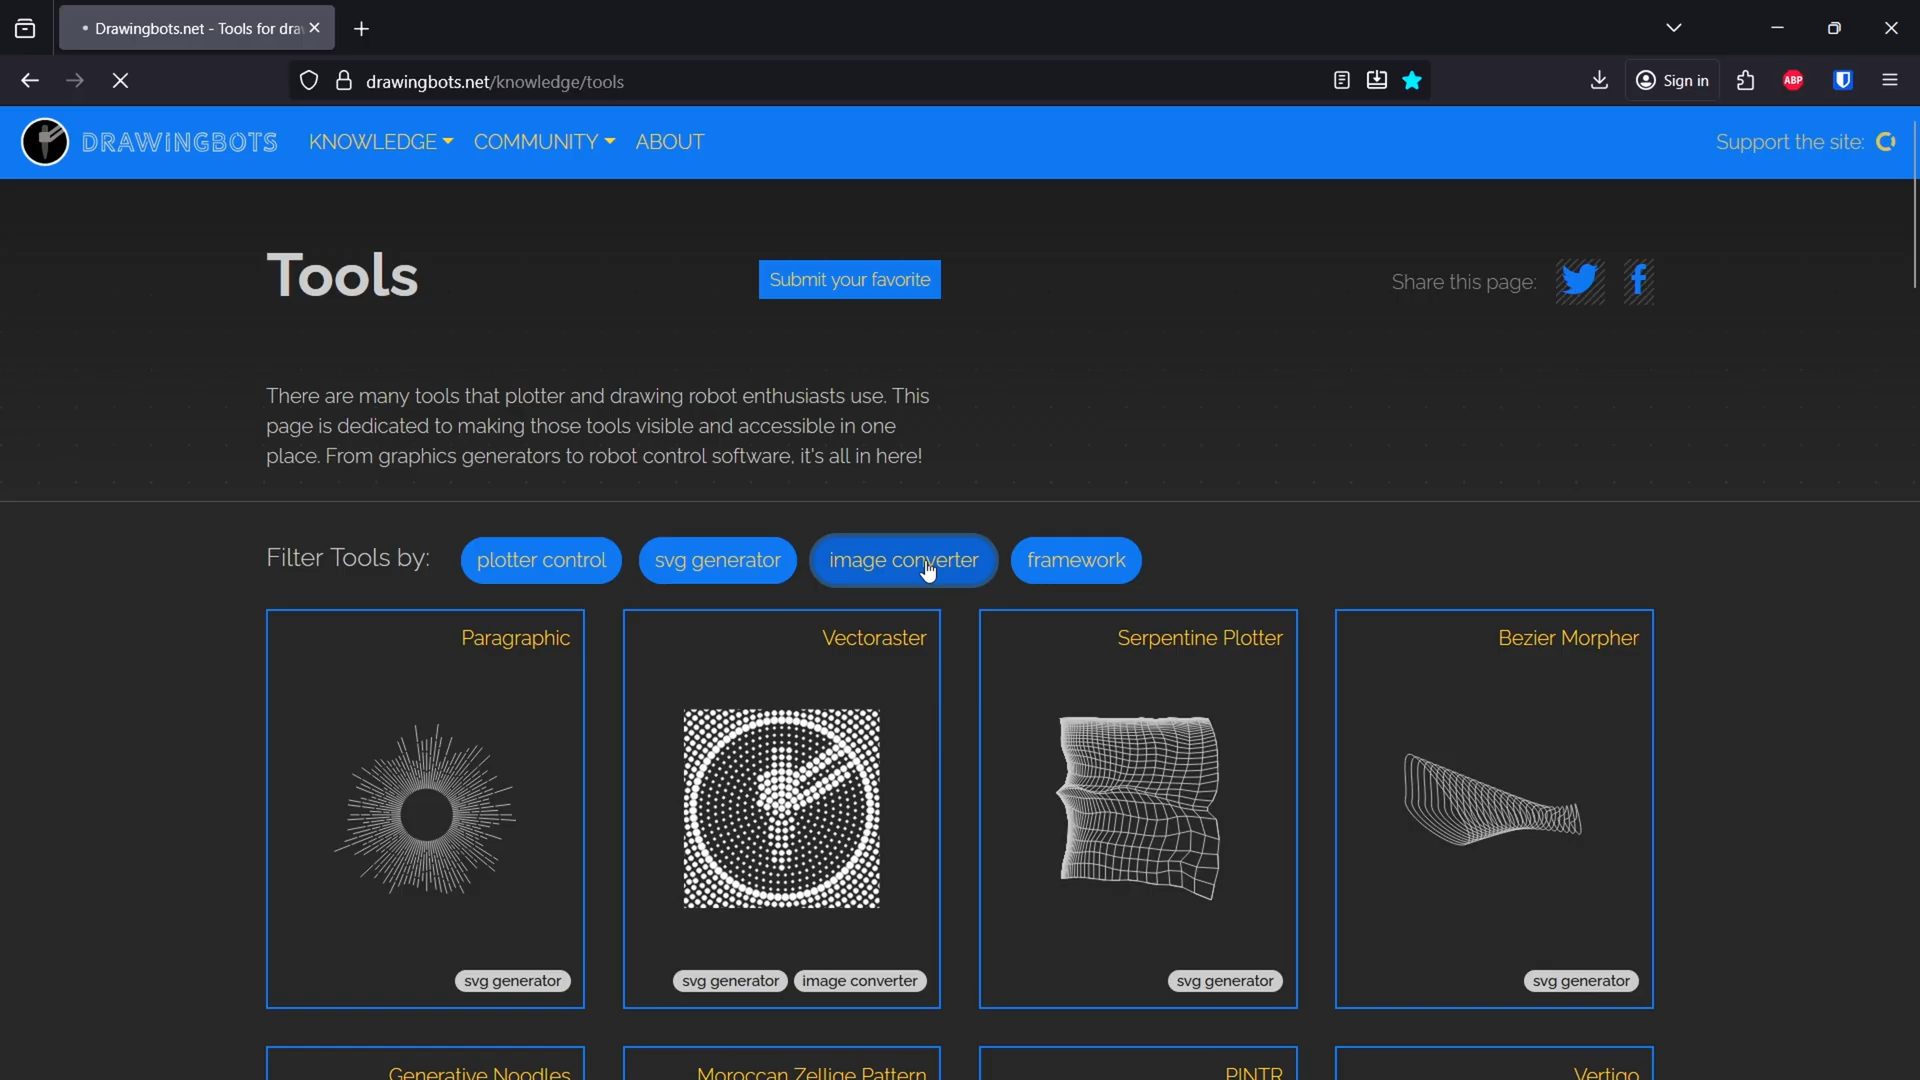 Drawingbots.net - Tools for dra
drawingbots.net/knowledge/tools
Sign in
ABP
DRAWINGBOTS
KNOWLEDGE
COMMUNITY
ABOUT
Support the site:
Tools
Submit your favorite
Share this page:
There are many tools that plotter and drawing robot enthusiasts use. This
page is dedicated to making those tools visible and accessible in one
place. From graphics generators to robot control software, it's all in here!
Filter Tools by:
plotter control
svg generator
image converter
framework
Paragraphic
Vectoraster
Serpentine Plotter
Bezier Morpher
svg generator
svg generator
image converter
svg generator
svg generator
Generative Noodles
Moroccan Zellige Pattern
PINTR
Vertigo